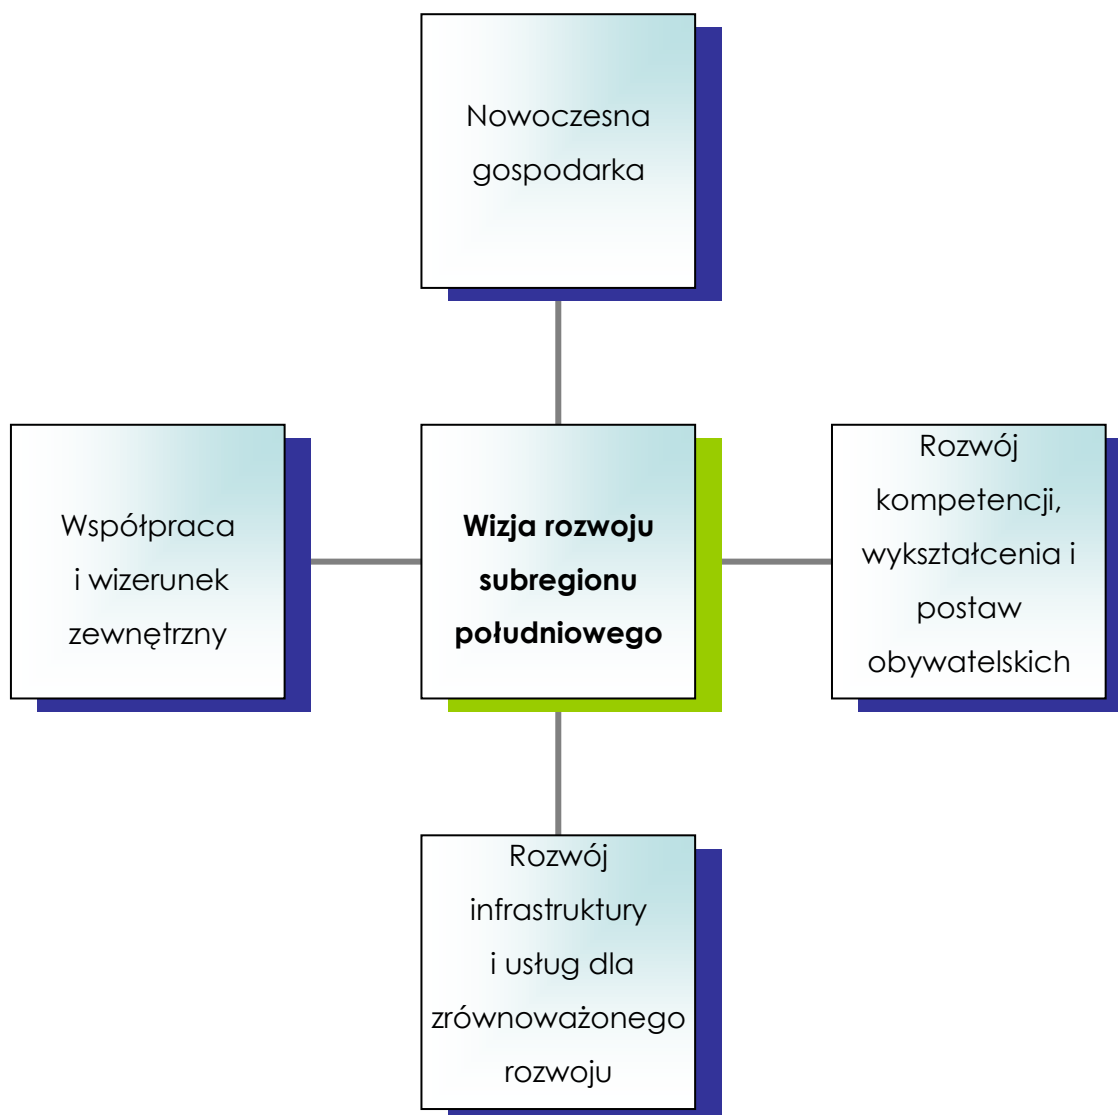 Nowoczesna
gospodarka
Współpraca
i wizerunek
zewnętrzny
Wizja rozwoju
subregionu
południowego
Rozwój
kompetencji,
wykształcenia i
postaw
obywatelskich
Rozwój
infrastruktury
i usług dla
zrównoważonego
rozwoju